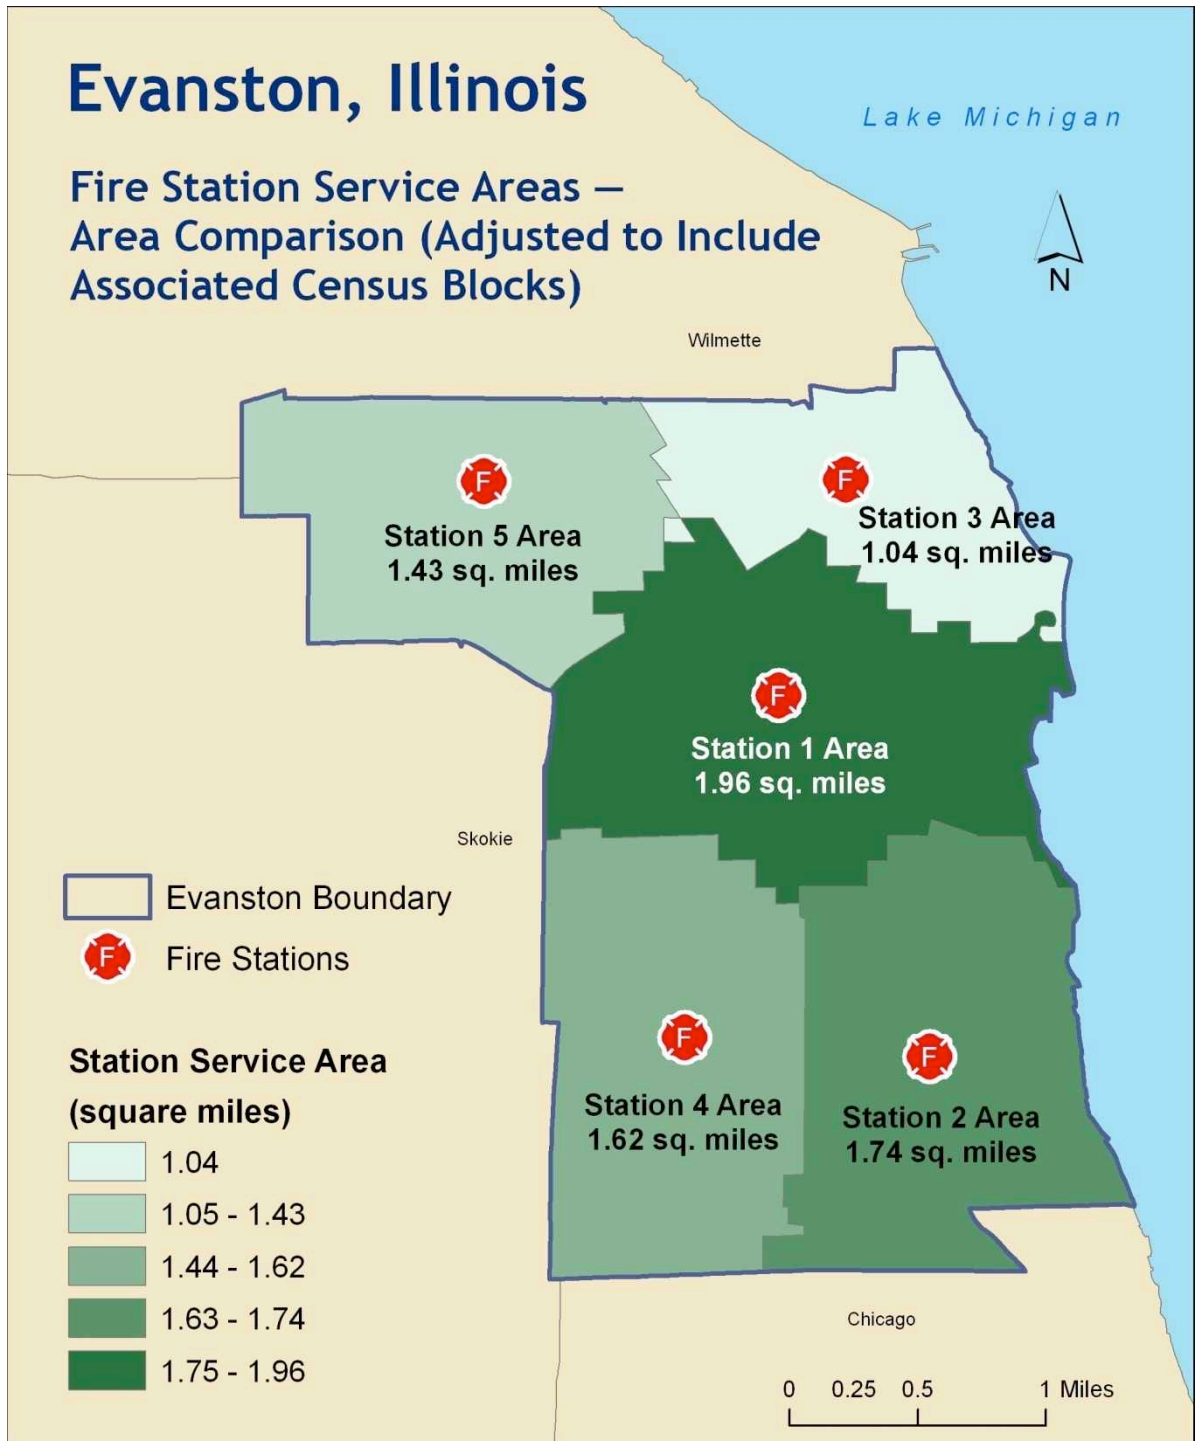 Evanston, Illinois
Lake Michigan
Fire Station Service Areas —
Area Comparison (Adjusted to Include
Associated Census Blocks)
N
Wilmette
F
F
Station 5 Area
1.43 sq. miles
Station 3 Area
1.04 sq. miles
F
Station 1 Area
1.96 sq. miles
Skokie
Evanston Boundary
F
Fire Stations
F
F
Station 4 Area
1.62 sq. miles
Station 2 Area
1.74 sq. miles
Station Service Area
(square miles)
1.04
1.05 - 1.43
1.44 - 1.62
1.63 - 1.74
1.75 - 1.96
Chicago
0 0.25 0.5 1 Miles